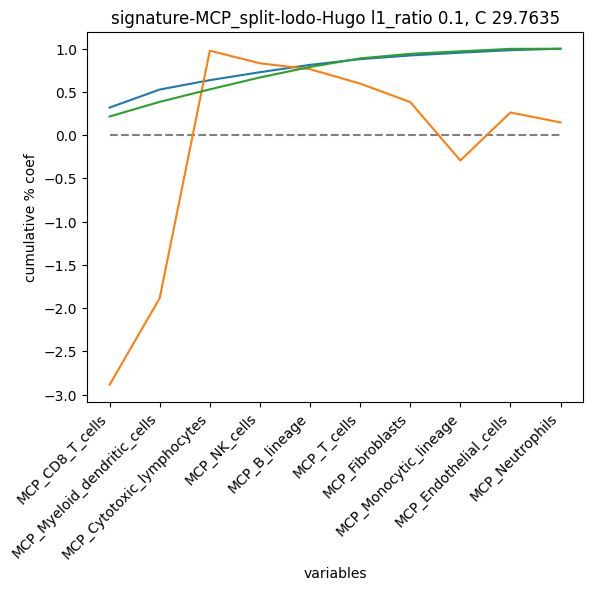 signature-MCP_split-lodo-Hugo l1_ratio 0.1, C 29.7635
cumulative % coef
1.0
0.5
0.0
−0.5
−1.0
−1.5
−2.0
−2.5
−3.0
MCP_CD8_T_cells
MCP_Myeloid_dendritic_cells
MCP_Cytotoxic_lymphocytes
MCP_NK_cells
MCP_B_lineage
MCP_T_cells
MCP_Fibroblasts
MCP_Monocytic_lineage
MCP_Endothelial_cells
MCP_Neutrophils
variables